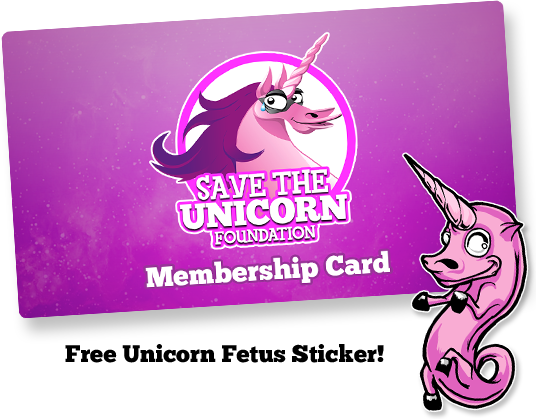 SAVE THE
UNICORN
FOUNDATION
Membership Card
Free Unicorn Fetus Sticker!